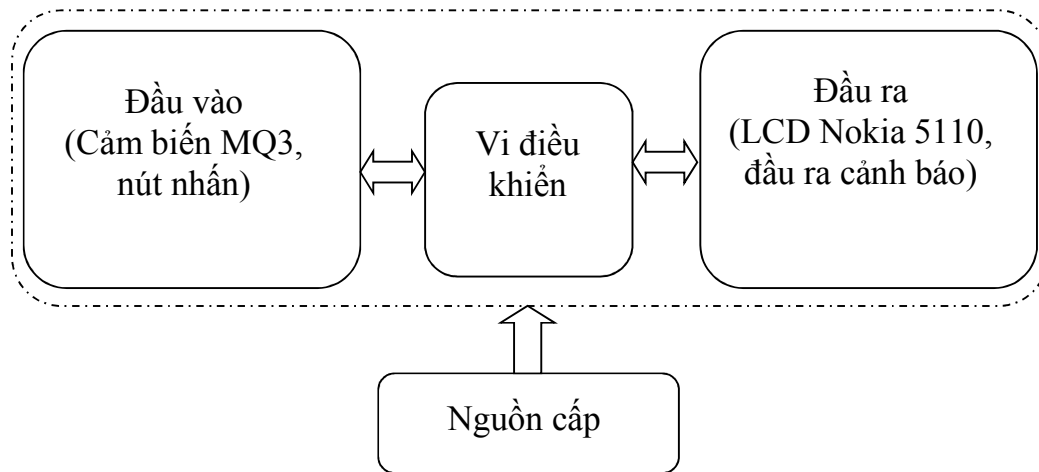 Đầu vào
(Cảm biến MQ3,
nút nhấn)
Vi điều
khiển
Đầu ra
(LCD Nokia 5110,
đầu ra cảnh báo)
Nguồn cấp